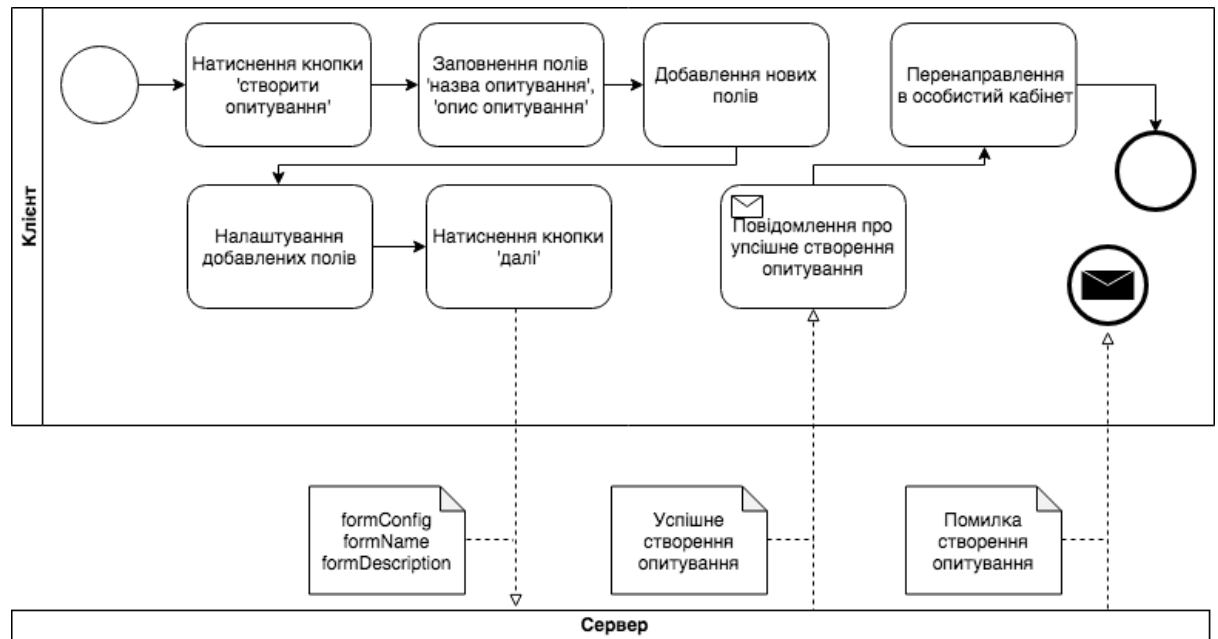 Клієнт
Натиснення кнопки
'створити
опитування'
Заповнення полів
'назва опитування',
'опис опитування'
Добавлення нових
полів
Перенаправлення
в особистий кабінет
Налаштування
добавлених полів
Натиснення кнопки
'далі'
Повідомлення про
упсішне створення
опитування
formConfig
formName
formDescription
Успішне
створення
опитування
Помилка
створення
опитування
Сервер